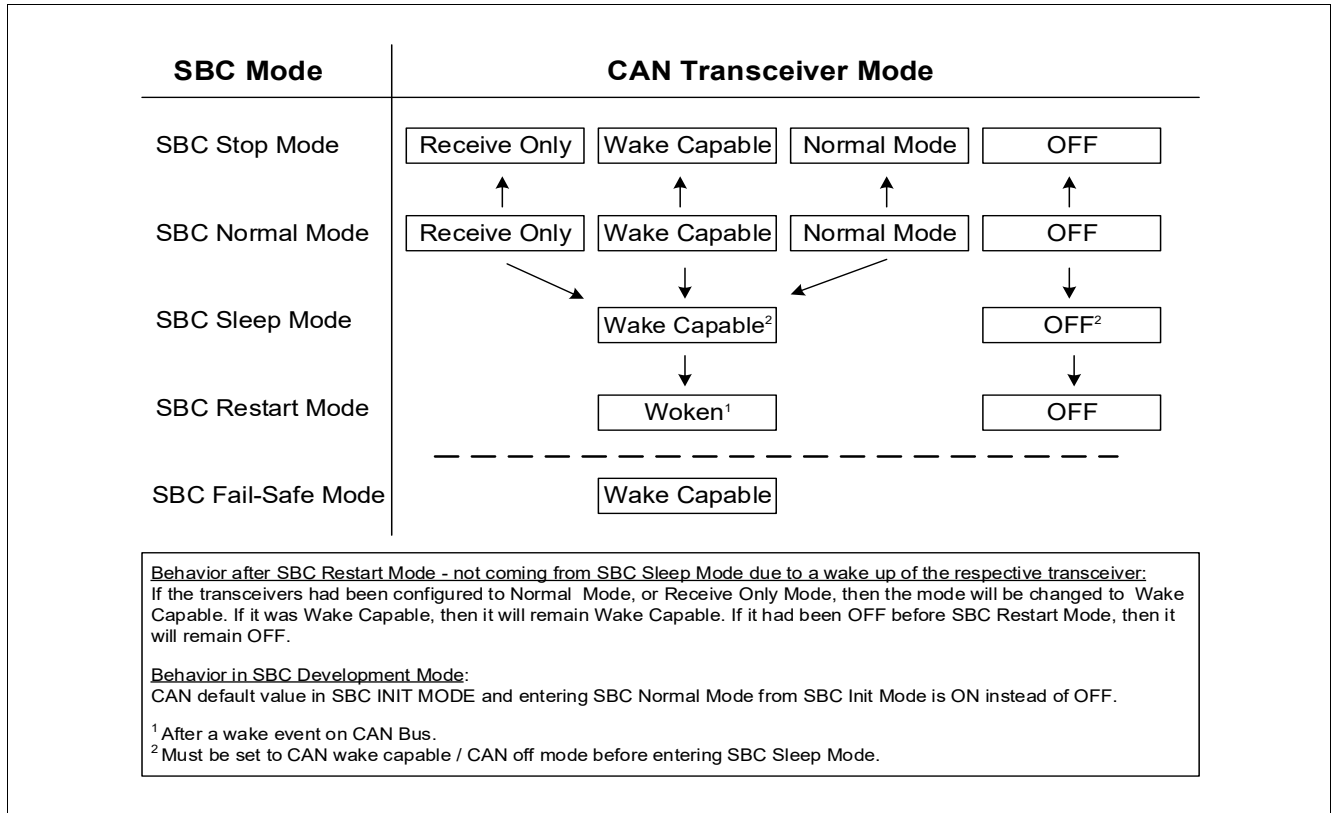 SBC Mode CAN Transceiver Mode
SBC Stop Mode Receive Only Wake Capable Normal Mode OFF
SBC Normal Mode Receive Only Wake Capable Normal Mode OFF
SBC Sleep Mode Wake Capable² OFF²
SBC Restart Mode Woken¹ OFF
SBC Fail-Safe Mode Wake Capable
Behavior after SBC Restart Mode - not coming from SBC Sleep Mode due to a wake up of the respective transceiver:
If the transceivers had been configured to Normal Mode, or Receive Only Mode, then the mode will be changed to Wake
Capable. If it was Wake Capable, then it will remain Wake Capable. If it had been OFF before SBC Restart Mode, then it
will remain OFF.
Behavior in SBC Development Mode:
CAN default value in SBC INIT MODE and entering SBC Normal Mode from SBC Init Mode is ON instead of OFF.
¹ After a wake event on CAN Bus.
² Must be set to CAN wake capable / CAN off mode before entering SBC Sleep Mode.